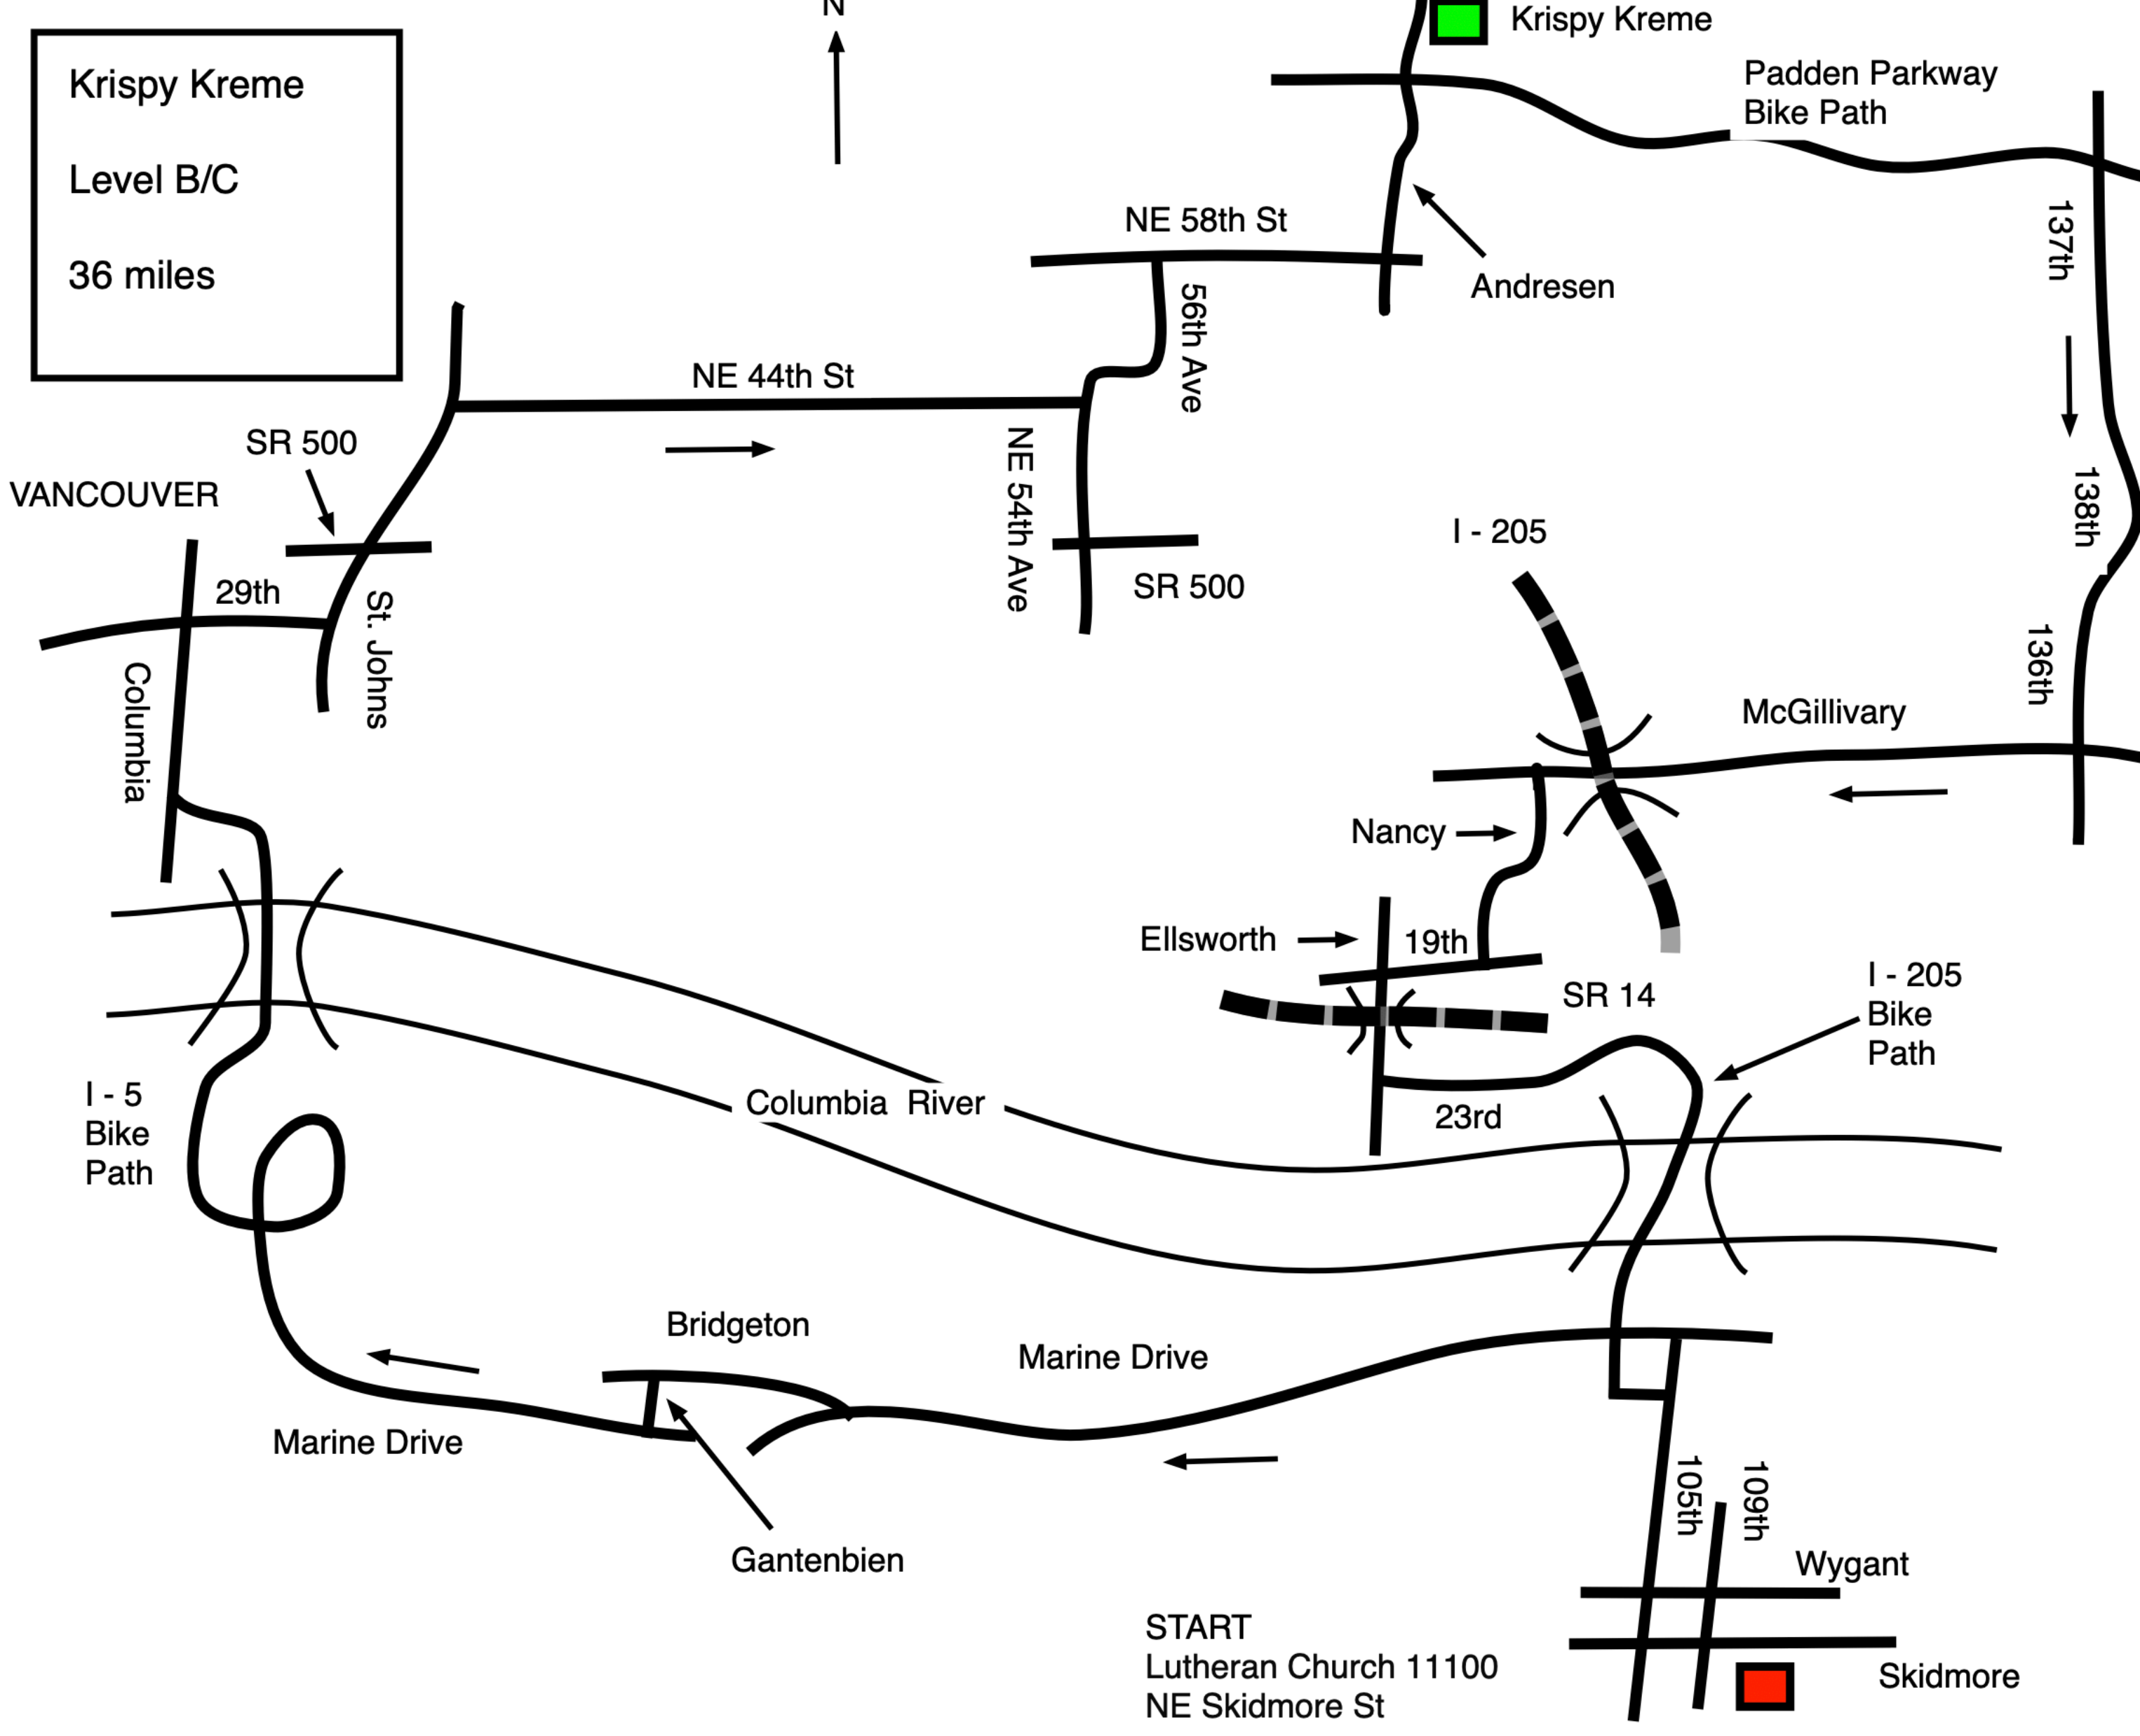 N
Krispy Kreme
Krispy Kreme
Level B/C
36 miles
Padden Parkway
Bike Path
NE 58th St
137th
Andresen
56th Ave
NE 44th St
SR 500
NE 54th Ave
138th
VANCOUVER
I - 205
29th
SR 500
St. Johns
136th
Columbia
McGillivary
Nancy
Ellsworth
19th
SR 14
I - 205
Bike
Path
I - 5
Bike
Path
Columbia River
23rd
Bridgeton
Marine Drive
Marine Drive
105th
109th
Gantenbien
Wygant
START
Lutheran Church 11100
NE Skidmore St
Skidmore